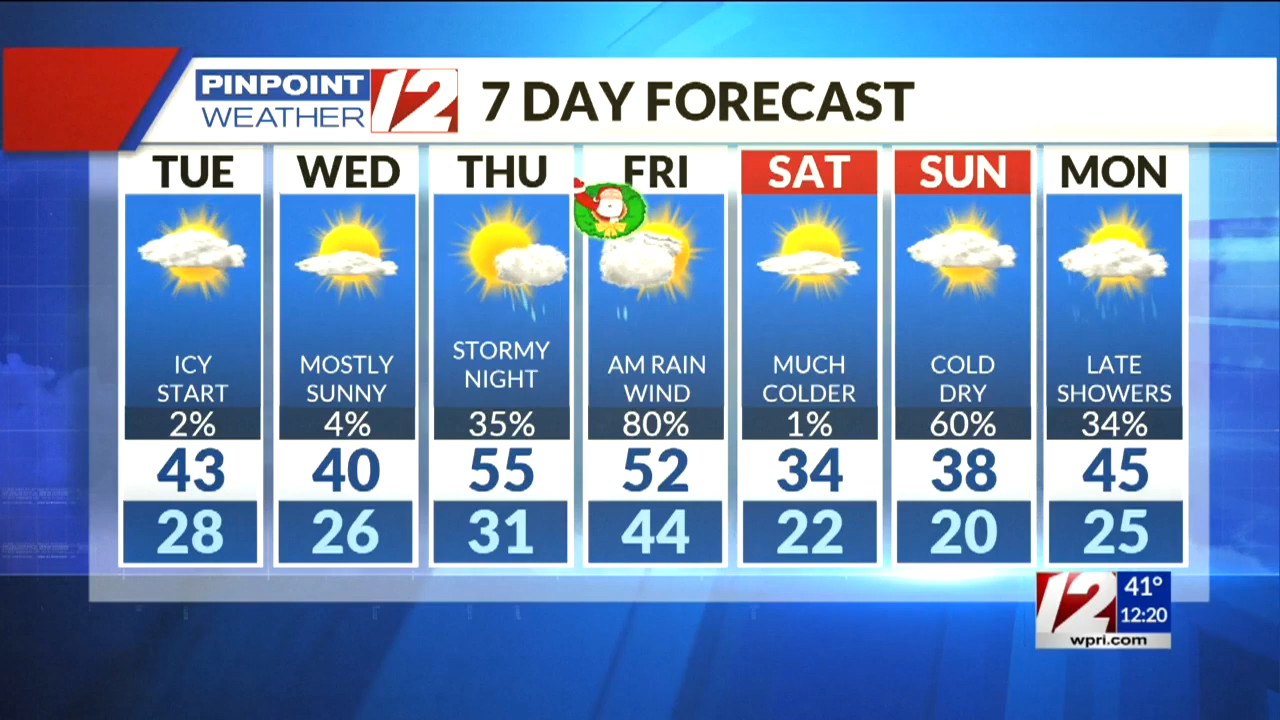 PINPOINT
WEATHER
12
7 DAY FORECAST
TUE WED THU FRI SAT SUN MON
ICY
START
MOSTLY
SUNNY
STORMY
NIGHT
AM RAIN
WIND
MUCH
COLDER
COLD
DRY
LATE
SHOWERS
2% 4% 35% 80% 1% 60% 34%
43 40 55 52 34 38 45
28 26 31 44 22 20 25
12
41°
12:20
wpri.com